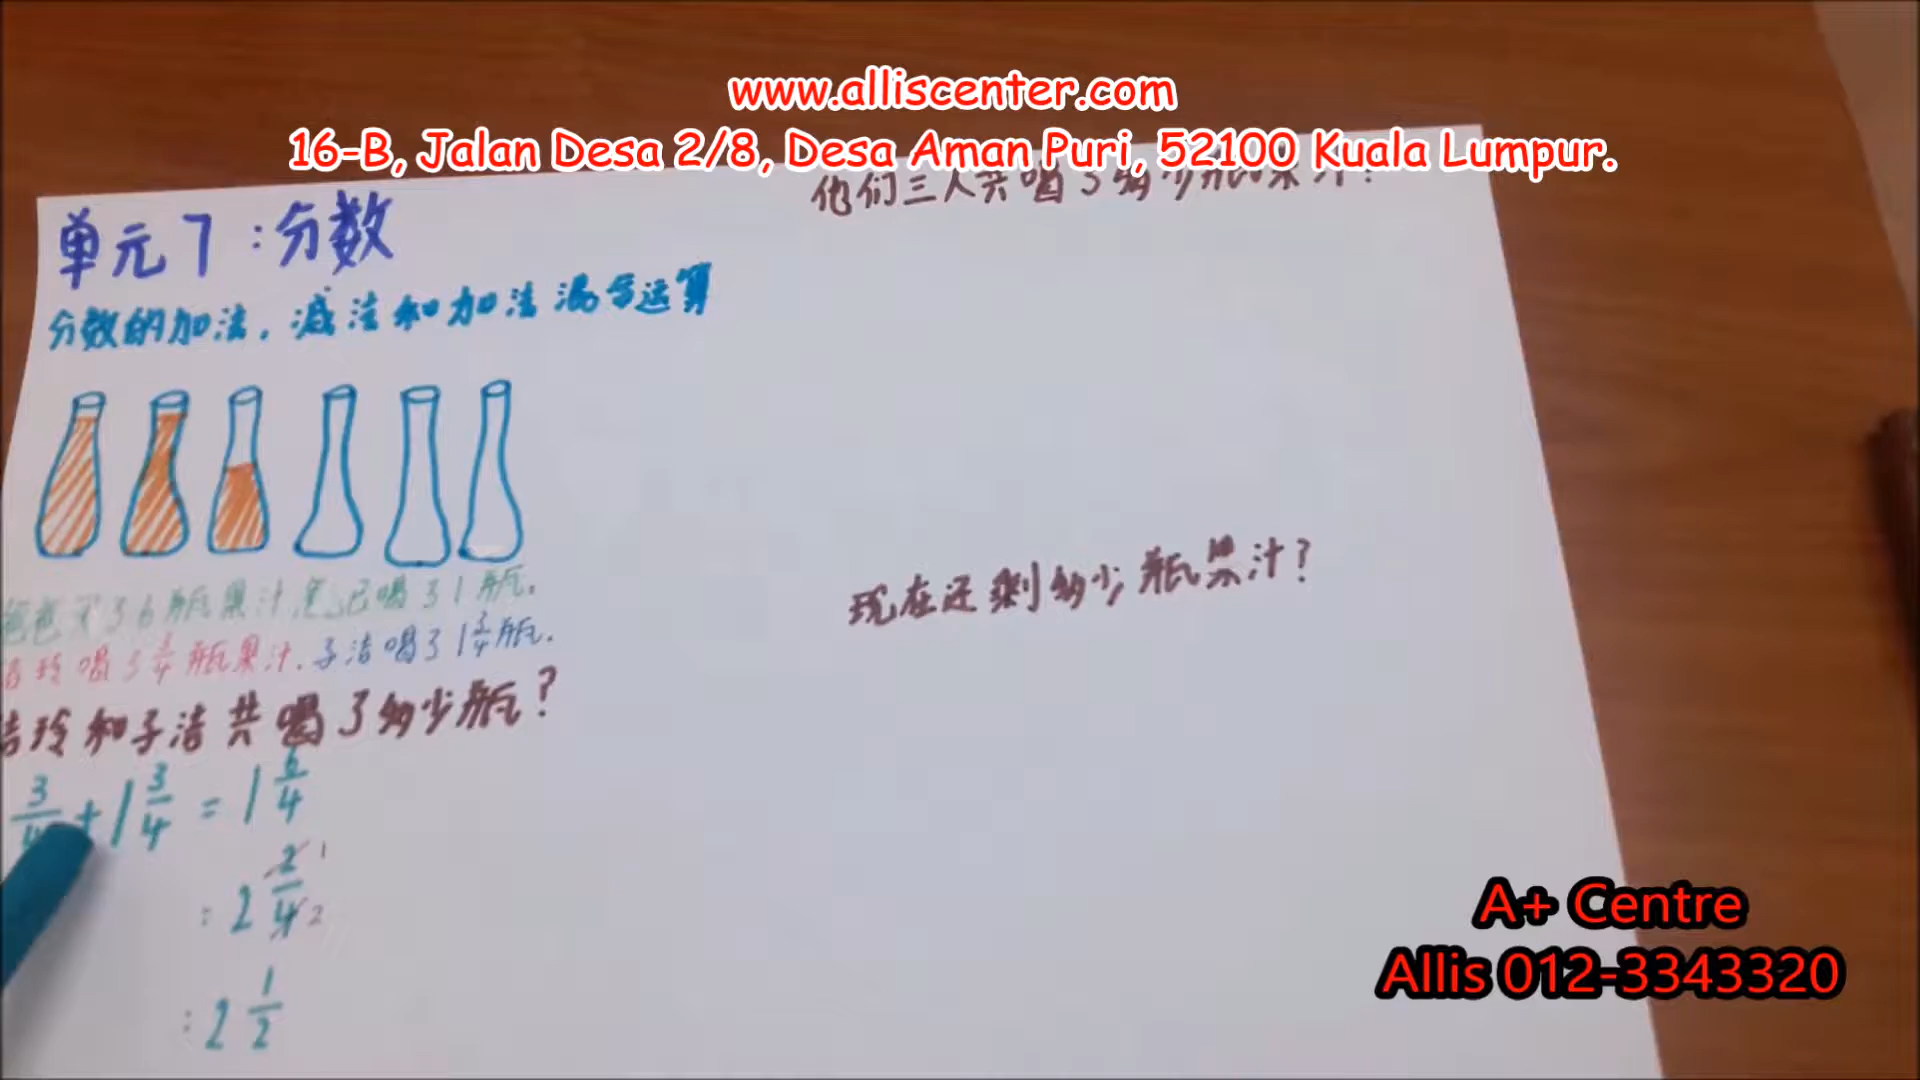 www.alliscenter.com
16-B, Jalan Desa 2/8, Desa Aman Puri, 52100 Kuala Lumpur.
他们三人共喝了多少瓶果汁?
单元7:分数
分数的加法,减法和加法混合运算
爸爸买了6瓶果汁,自己喝了1瓶.
洁玲喝了3/4瓶果汁.子洁喝了1 3/4瓶.
洁玲和子洁共喝了多少瓶?
3/4+1 3/4=1 6/4
:2 2/4 1 2
:2 1/2
现在还剩多少瓶果汁?
A+ Centre
Allis 012-3343320